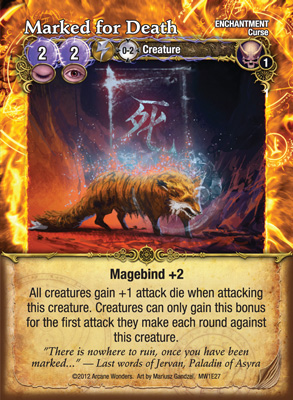 Marked for Death
ENCHANTMENT
Curse
2 2 0-2 Creature
1
死
Magebind +2
All creatures gain +1 attack die when attacking
this creature. Creatures can only gain this bonus
for the first attack they make each round against
this creature.
"There is nowhere to run, once you have been
marked..." — Last words of Jervan, Paladin of Asyra
©2012 Arcane Wonders. Art by Mariusz Gandzel MW1E27